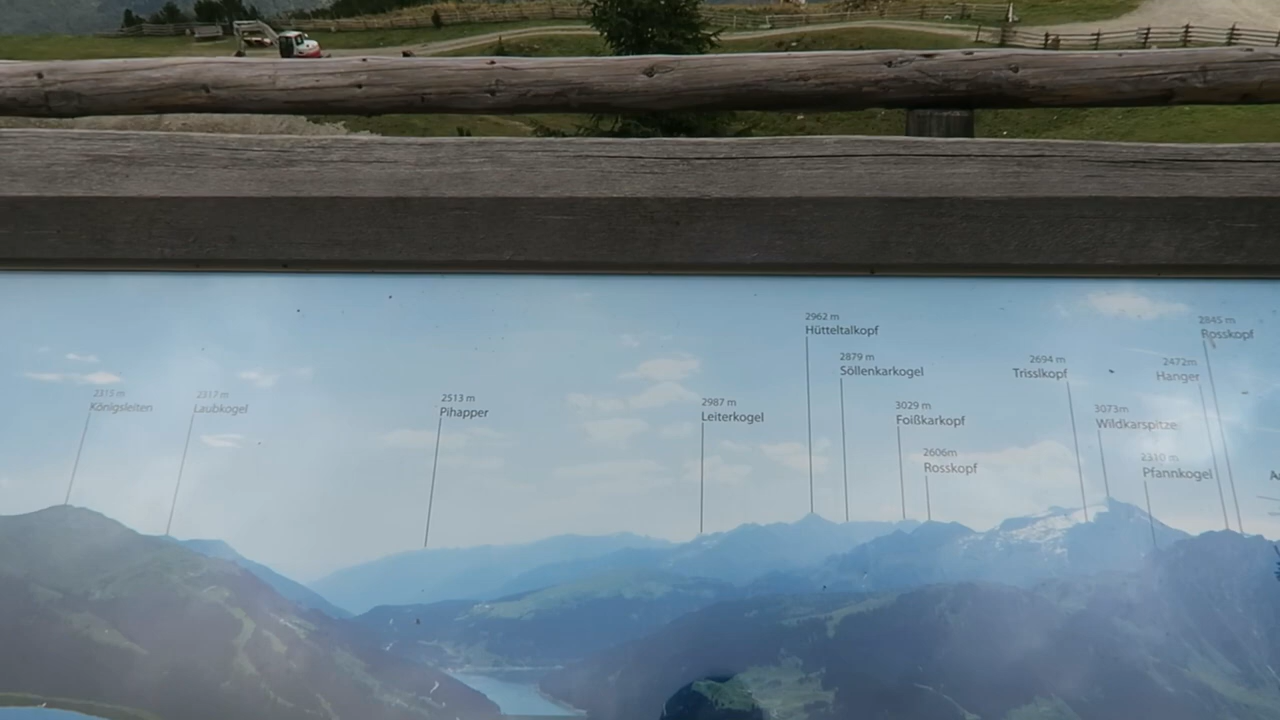 2315 m
Königsleiten
2317 m
Laubkogel
2513 m
Pihapper
2987 m
Leiterkogel
2962 m
Hütteltalkopf
2879 m
Söllenkarkogel
3029 m
Foißkarkopf
2606m
Rosskopf
2694 m
Trisslkopf
3073m
Wildkarspitze
2310 m
Pfannkogel
2472m
Hanger
2845 m
Rosskopf